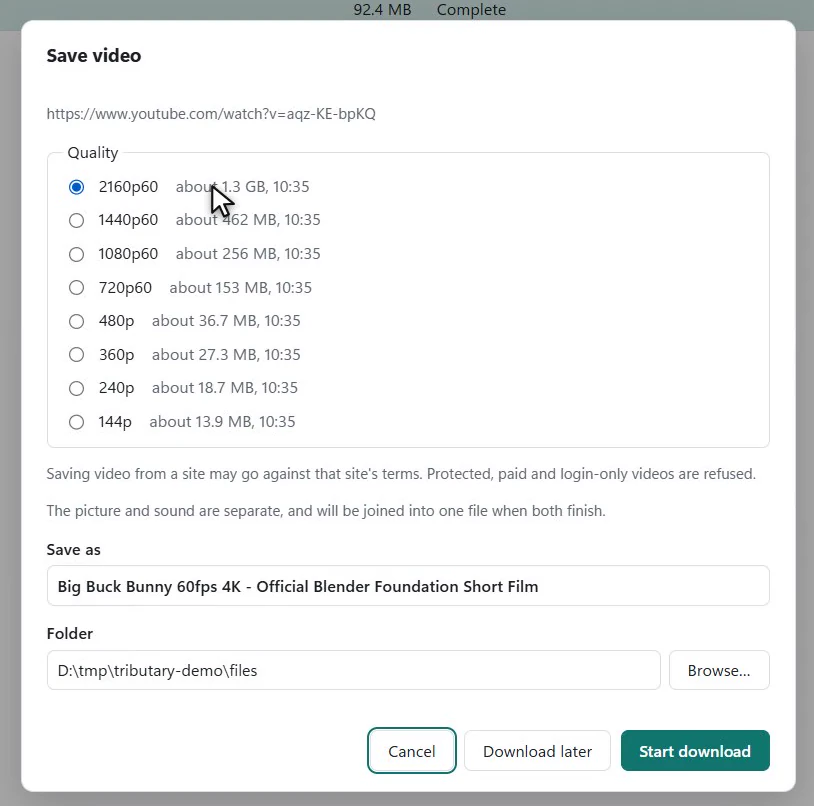 92.4 MB Complete
Save video
https://www.youtube.com/watch?v=aqz-KE-bpKQ
Quality
2160p60 about 1.3 GB, 10:35
1440p60 about 462 MB, 10:35
1080p60 about 256 MB, 10:35
720p60 about 153 MB, 10:35
480p about 36.7 MB, 10:35
360p about 27.3 MB, 10:35
240p about 18.7 MB, 10:35
144p about 13.9 MB, 10:35
Saving video from a site may go against that site's terms. Protected, paid and login-only videos are refused.
The picture and sound are separate, and will be joined into one file when both finish.
Save as
Big Buck Bunny 60fps 4K - Official Blender Foundation Short Film
Folder
D:\tmp\tributary-demo\files
Browse...
Cancel Download later Start download